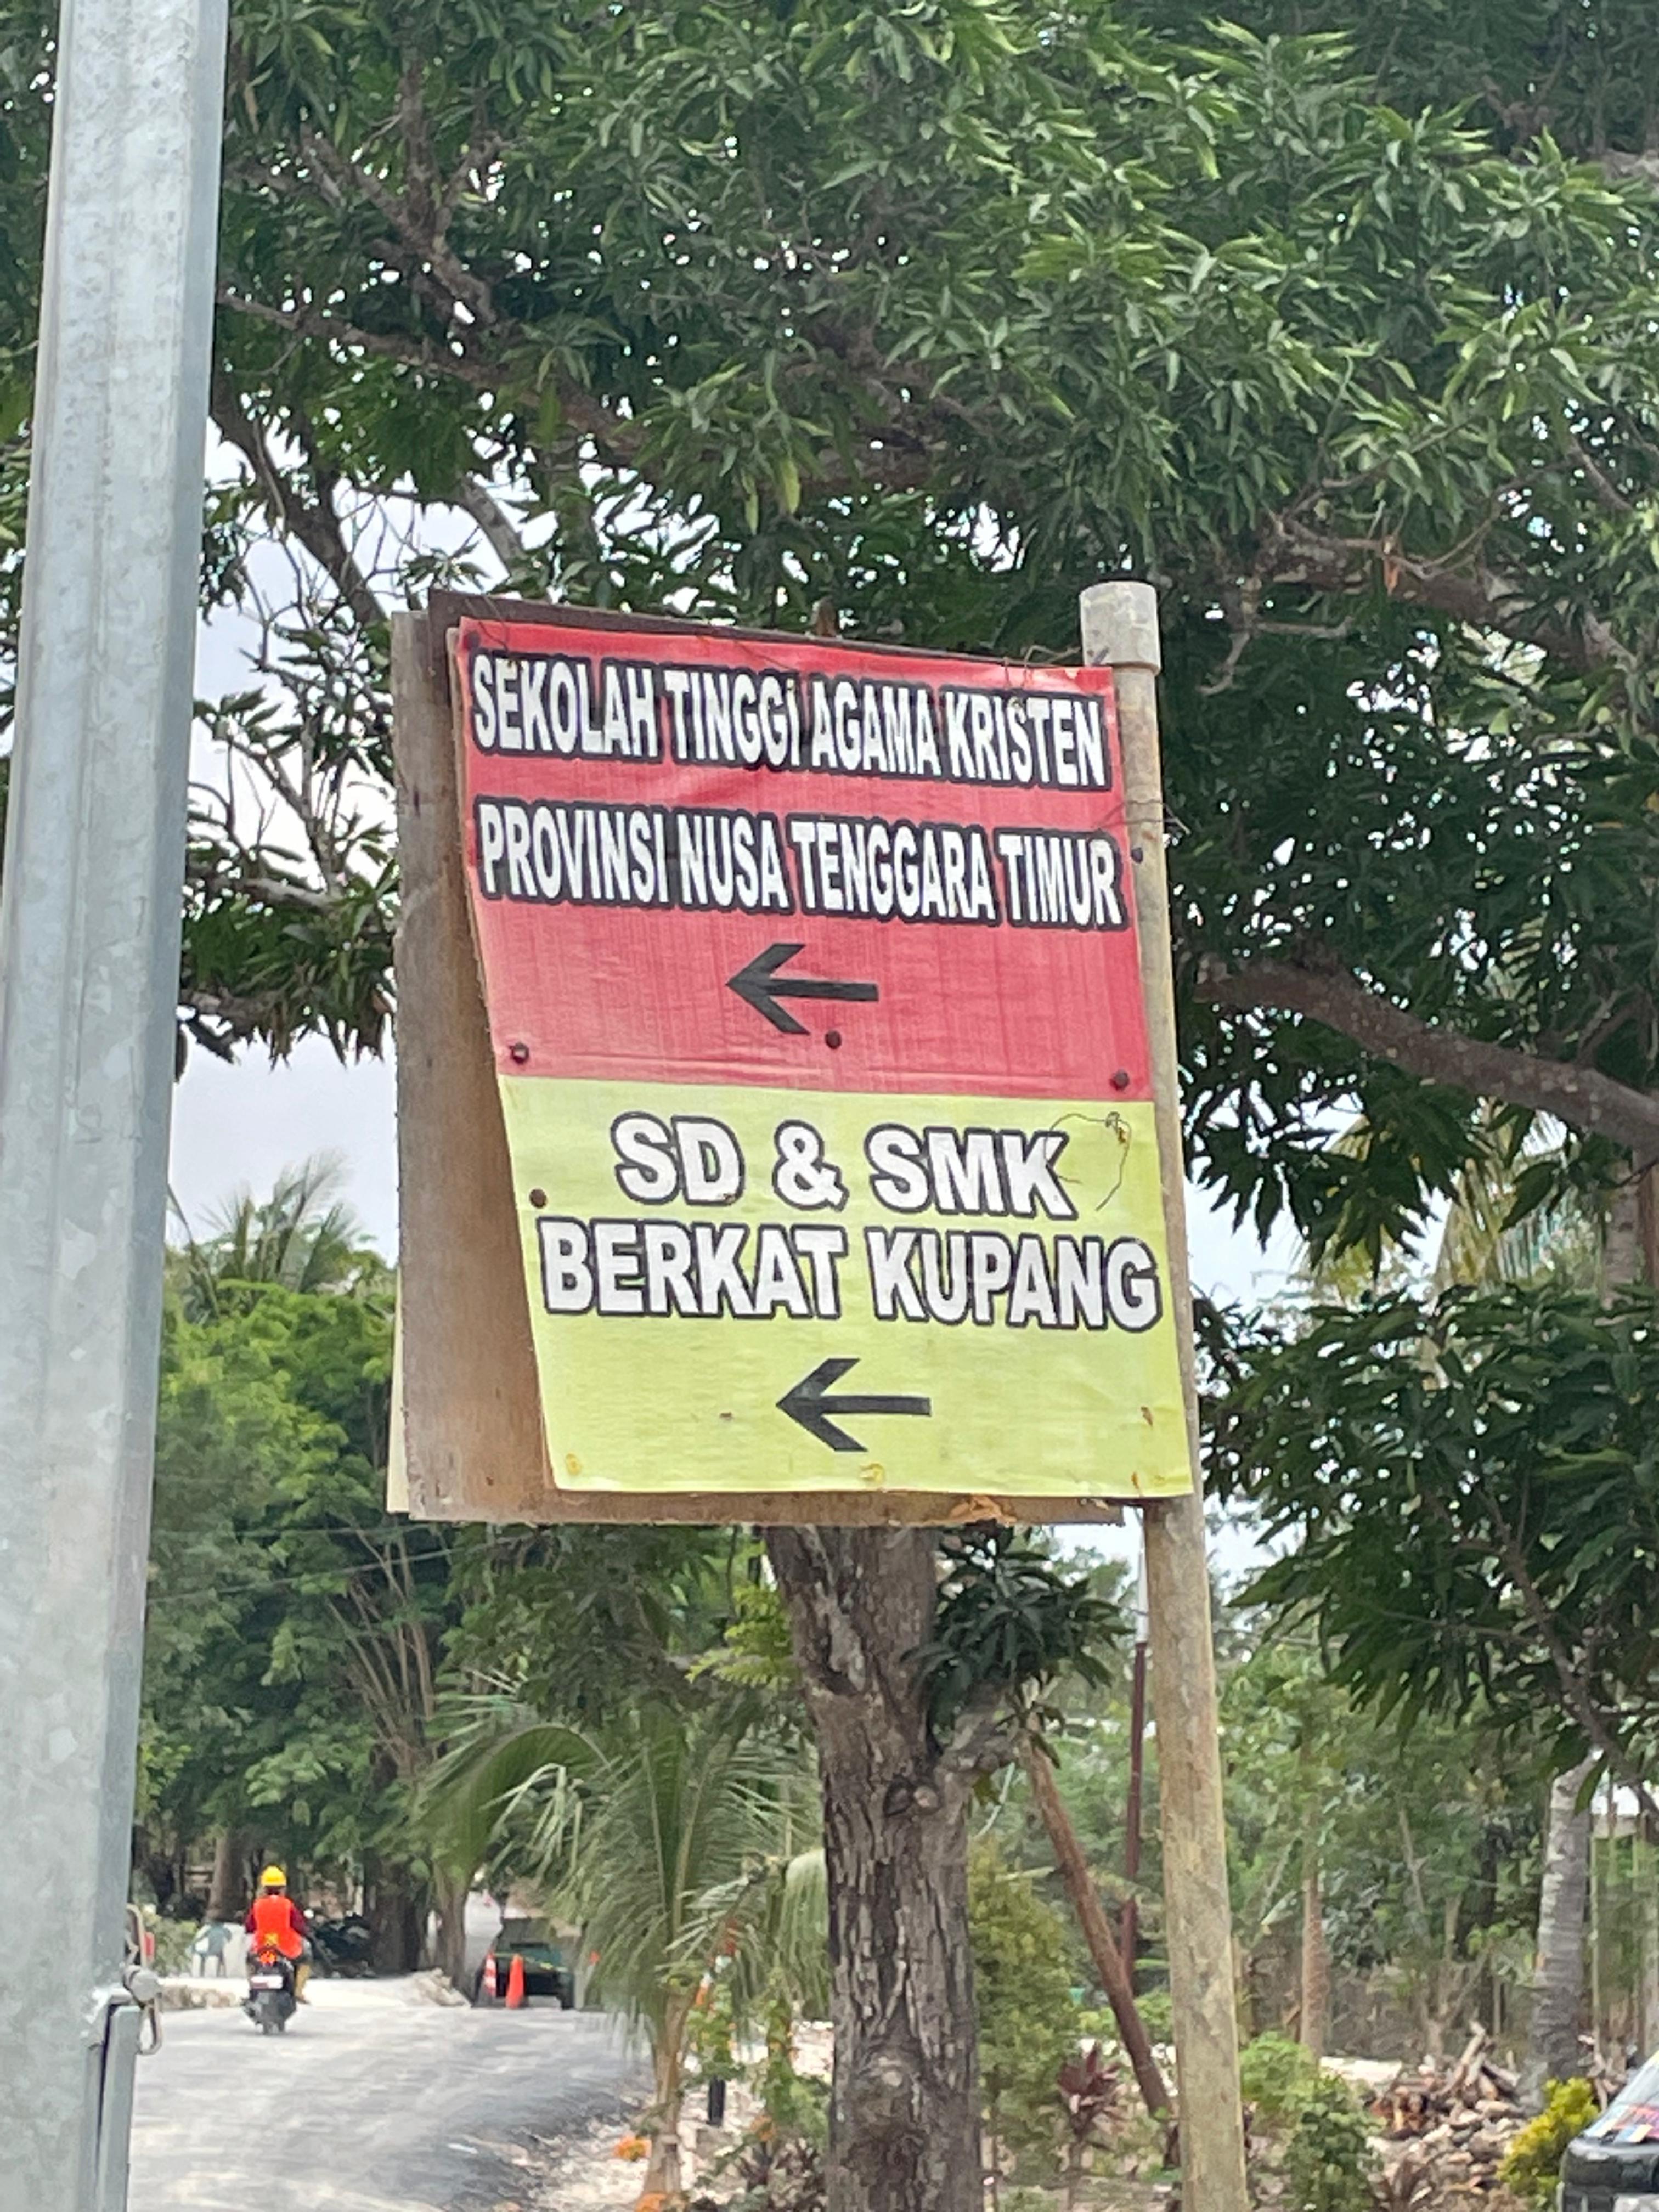 SEKOLAH TINGGI AGAMA KRISTEN
PROVINSI NUSA TENGGARA TIMUR
SD & SMK
BERKAT KUPANG